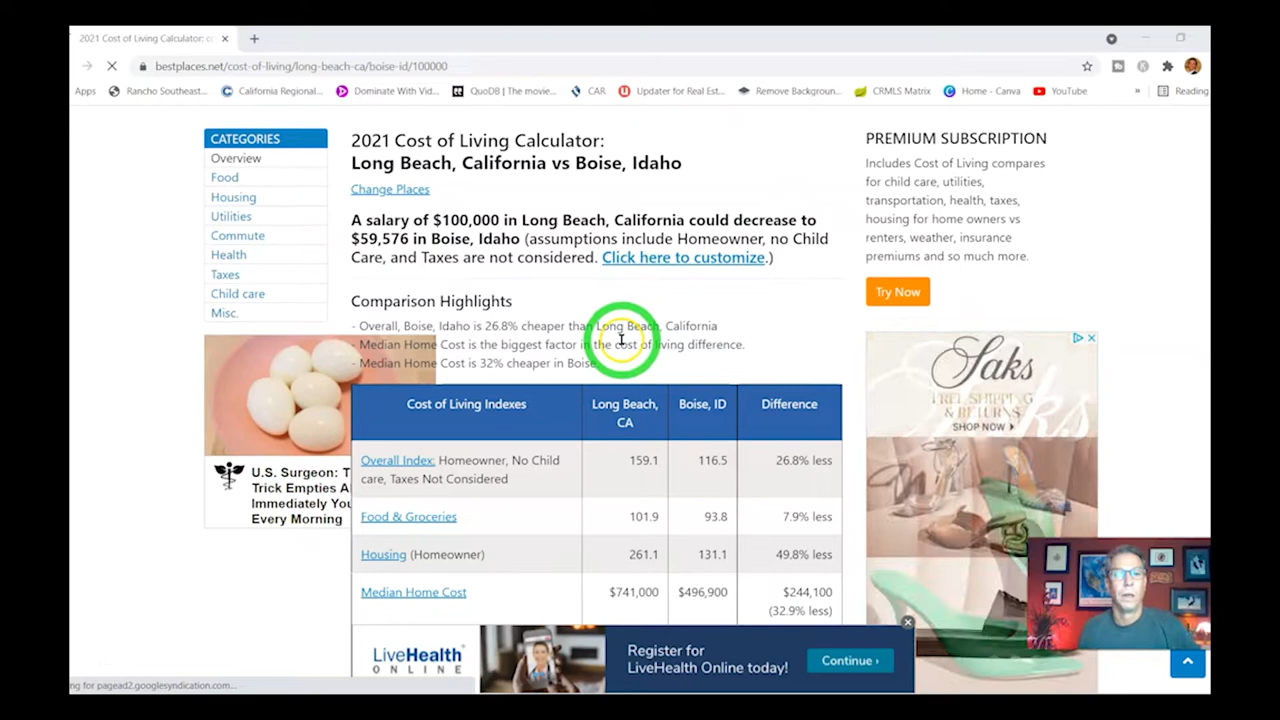 2021 Cost of Living Calculator: co
bestplaces.net/cost-of-living/long-beach-ca/boise-id/100000
Apps
Rancho Southeast...
California Regional...
Dominate With Vid...
QuoDB | The movie...
CAR
Updater for Real Est...
Remove Backgroun...
CRMLS Matrix
Home - Canva
YouTube
»
Reading
CATEGORIES
Overview
Food
Housing
Utilities
Commute
Health
Taxes
Child care
Misc.
U.S. Surgeon: T
Trick Empties A
Immediately You
Every Morning
2021 Cost of Living Calculator:
Long Beach, California vs Boise, Idaho
Change Places
A salary of $100,000 in Long Beach, California could decrease to
$59,576 in Boise, Idaho (assumptions include Homeowner, no Child
Care, and Taxes are not considered. Click here to customize.)
Comparison Highlights
- Overall, Boise, Idaho is 26.8% cheaper than Long Beach, California
- Median Home Cost is the biggest factor in the cost of living difference.
- Median Home Cost is 32% cheaper in Boise.
Cost of Living Indexes Long Beach, CA Boise, ID Difference
Overall Index: Homeowner, No Child care, Taxes Not Considered 159.1 116.5 26.8% less
Food & Groceries 101.9 93.8 7.9% less
Housing (Homeowner) 261.1 131.1 49.8% less
Median Home Cost $741,000 $496,900 $244,100 (32.9% less)
PREMIUM SUBSCRIPTION
Includes Cost of Living compares
for child care, utilities,
transportation, health, taxes,
housing for home owners vs
renters, weather, insurance
premiums and so much more.
Try Now
Saks
FREE SHIPPING
& RETURNS
SHOP NOW
LiveHealth
ONLINE
Register for
LiveHealth Online today!
Continue ›
ng for pagead2.googlesyndication.com...